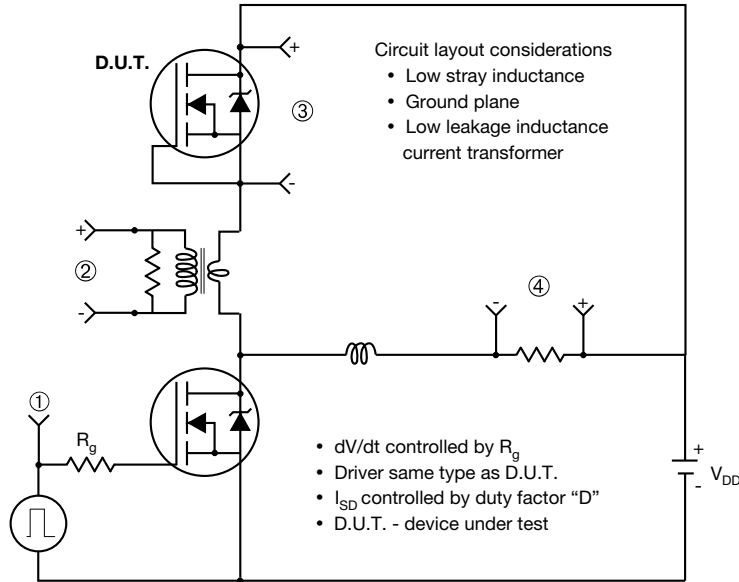 D.U.T.
+
③
-
Circuit layout considerations
• Low stray inductance
• Ground plane
• Low leakage inductance
current transformer
+
②
-
-
④
+
①
R_g
• dV/dt controlled by R_g
• Driver same type as D.U.T.
• I_SD controlled by duty factor “D”
• D.U.T. - device under test
+
V_DD
-